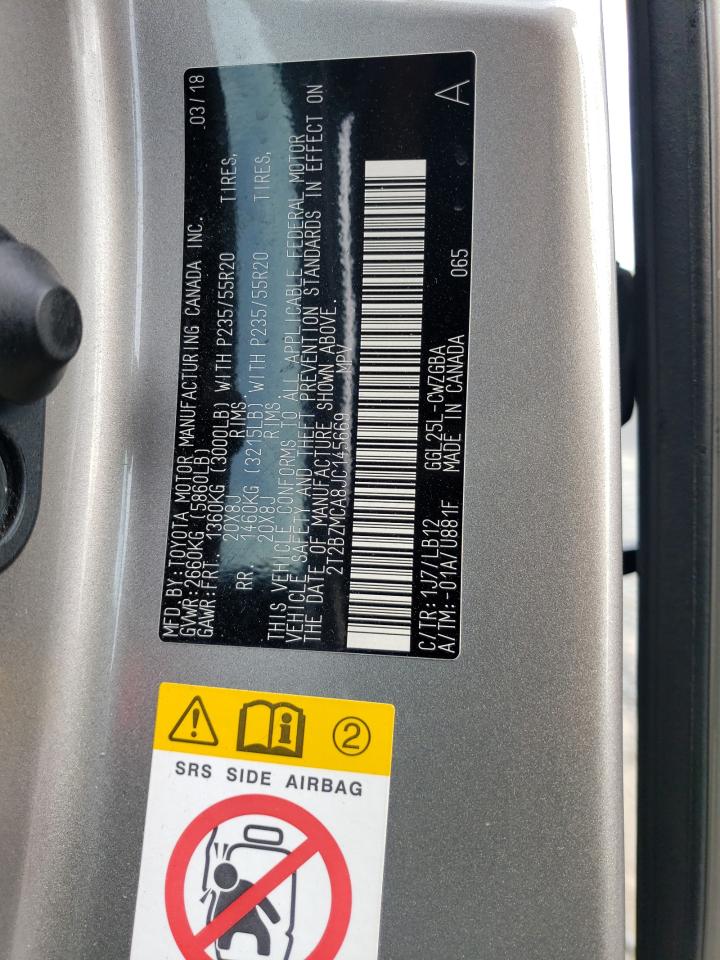 MFD. BY: TOYOTA MOTOR MANUFACTURING CANADA INC. 03/18
GVWR: 2660KG (5860LB)
GAWR: FRT. 1360KG (3000LB) WITH P235/55R20 TIRES,
20X8J RIMS
RR. 1460KG (3215LB) WITH P235/55R20 TIRES,
20X8J RIMS
THIS VEHICLE CONFORMS TO ALL APPLICABLE FEDERAL MOTOR
VEHICLE SAFETY AND THEFT PREVENTION STANDARDS IN EFFECT ON
THE DATE OF MANUFACTURE SHOWN ABOVE.
2T2BZMCA8JC145669 MPV
C/TR: 1J7/LB12 GGL25L-CWZGBA 065 A
A/TM: -01A/U881F MADE IN CANADA
2
SRS SIDE AIRBAG